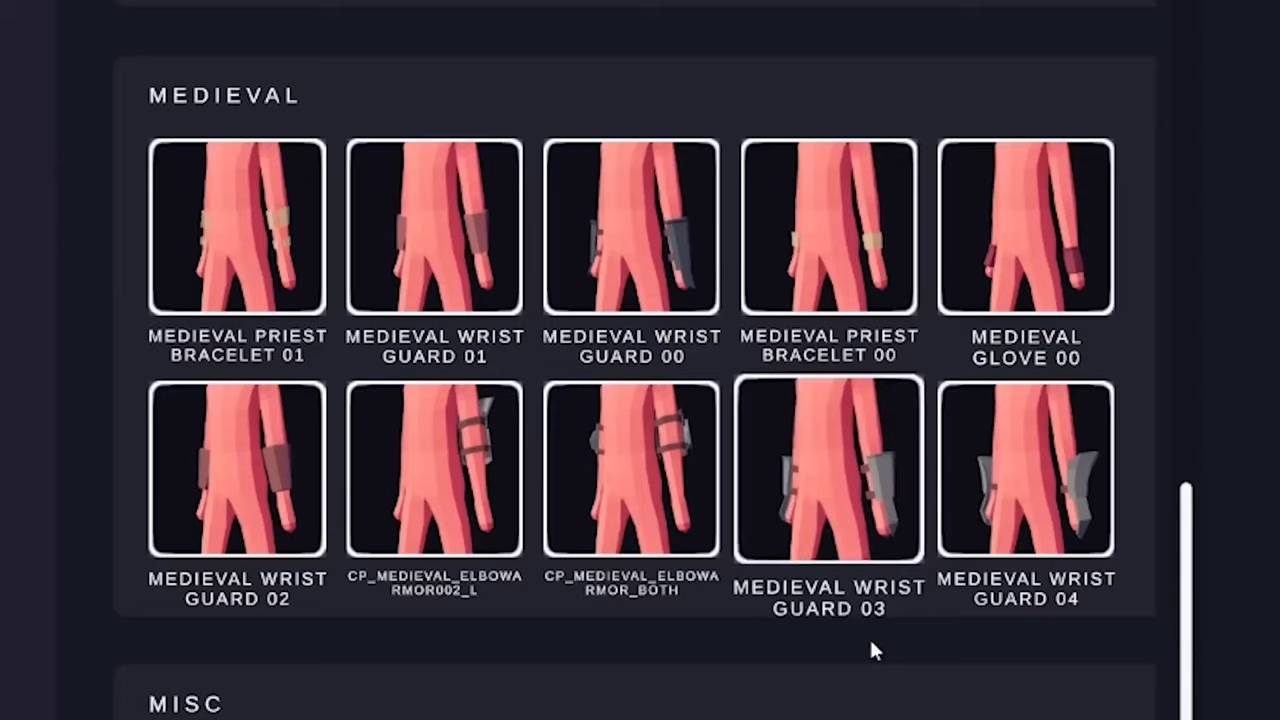 MEDIEVAL
MEDIEVAL PRIEST
BRACELET 01
MEDIEVAL WRIST
GUARD 01
MEDIEVAL WRIST
GUARD 00
MEDIEVAL PRIEST
BRACELET 00
MEDIEVAL
GLOVE 00
MEDIEVAL WRIST
GUARD 02
CP_MEDIEVAL_ELBOWA
RMOR002_L
CP_MEDIEVAL_ELBOWA
RMOR_BOTH
MEDIEVAL WRIST
GUARD 03
MEDIEVAL WRIST
GUARD 04
MISC